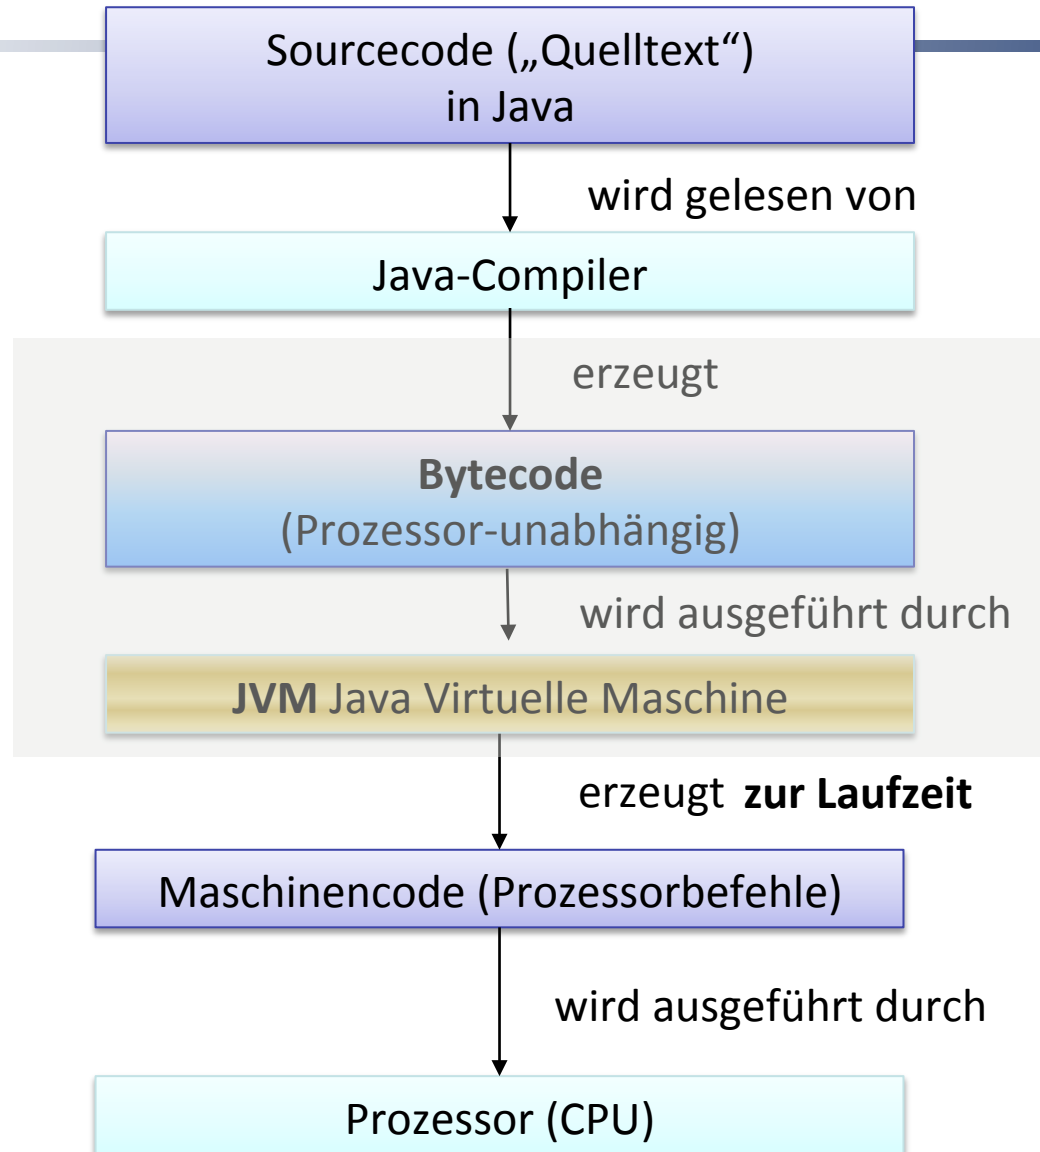 Sourcecode („Quelltext“)
in Java
wird gelesen von
Java-Compiler
erzeugt
Bytecode
(Prozessor-unabhängig)
wird ausgeführt durch
JVM Java Virtuelle Maschine
erzeugt zur Laufzeit
Maschinencode (Prozessorbefehle)
wird ausgeführt durch
Prozessor (CPU)